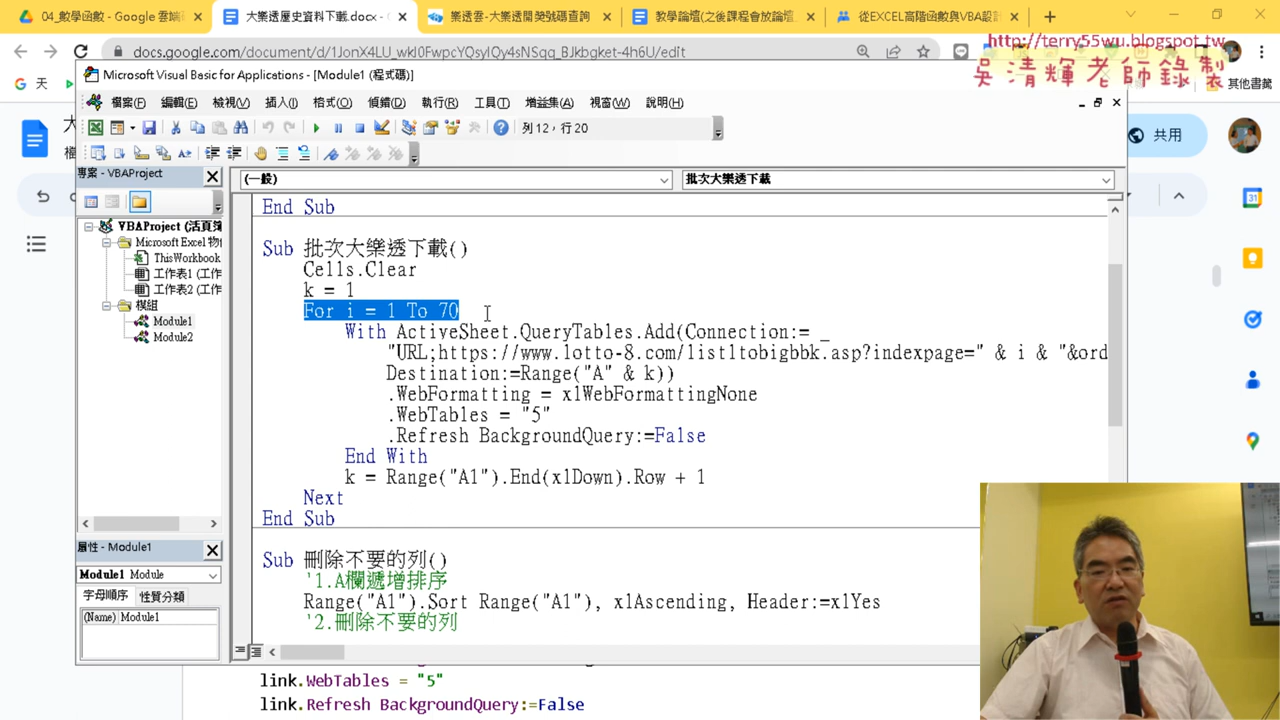 04_數學函數 - Google 雲端
大樂透歷史資料下載.docx -
樂透雲-大樂透開獎號碼查詢
教學論壇(之後課程會放論壇
從EXCEL高階函數與VBA設計
docs.google.com/document/d/1JonX4LU_wkI0FwpcYQsyIQy4sNSqq_BJkbgket-4h6U/edit
http://terry55wu.blogspot.tw
吳清輝老師錄製
天
其他書籤
共用
Microsoft Visual Basic for Applications - [Module1 (程式碼)]
檔案(F) 編輯(E) 檢視(V) 插入(I) 格式(O) 偵錯(D) 執行(R) 工具(T) 增益集(A) 視窗(W) 說明(H)
列 12，行 20
專案 - VBAProject
(一般)
批次大樂透下載
VBAProject (活頁簿
Microsoft Excel 物件
ThisWorkbook
工作表1 (工作
工作表2 (工作
模組
Module1
Module2
屬性 - Module1
Module1 Module
字母順序 性質分類
(Name) Module1
End Sub
Sub 批次大樂透下載()
Cells.Clear
k = 1
For i = 1 To 70
With ActiveSheet.QueryTables.Add(Connection:= _
"URL;https://www.lotto-8.com/list1tobigbbk.asp?indexpage=" & i & "&ord
Destination:=Range("A" & k))
.WebFormatting = xlWebFormattingNone
.WebTables = "5"
.Refresh BackgroundQuery:=False
End With
k = Range("A1").End(xlDown).Row + 1
Next
End Sub
Sub 刪除不要的列()
'1.A欄遞增排序
Range("A1").Sort Range("A1"), xlAscending, Header:=xlYes
'2.刪除不要的列
link.WebTables = "5"
link.Refresh BackgroundQuery:=False